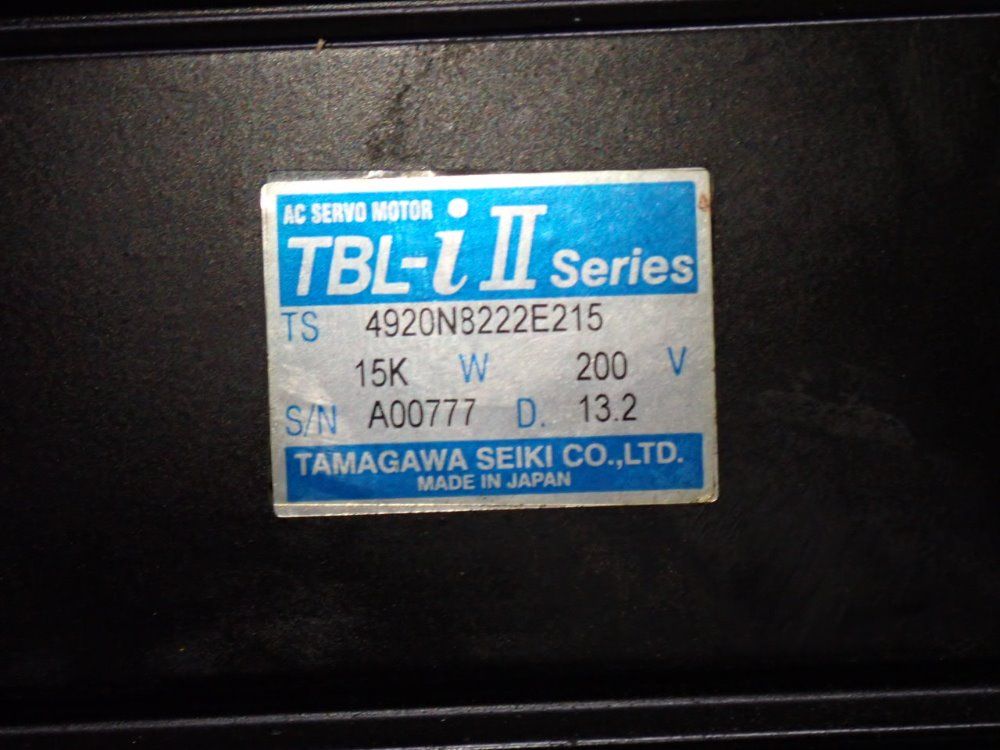 AC SERVO MOTOR
TBL-i II Series
TS 4920N8222E215
15K W 200 V
S/N A00777 D. 13.2
TAMAGAWA SEIKI CO.,LTD.
MADE IN JAPAN